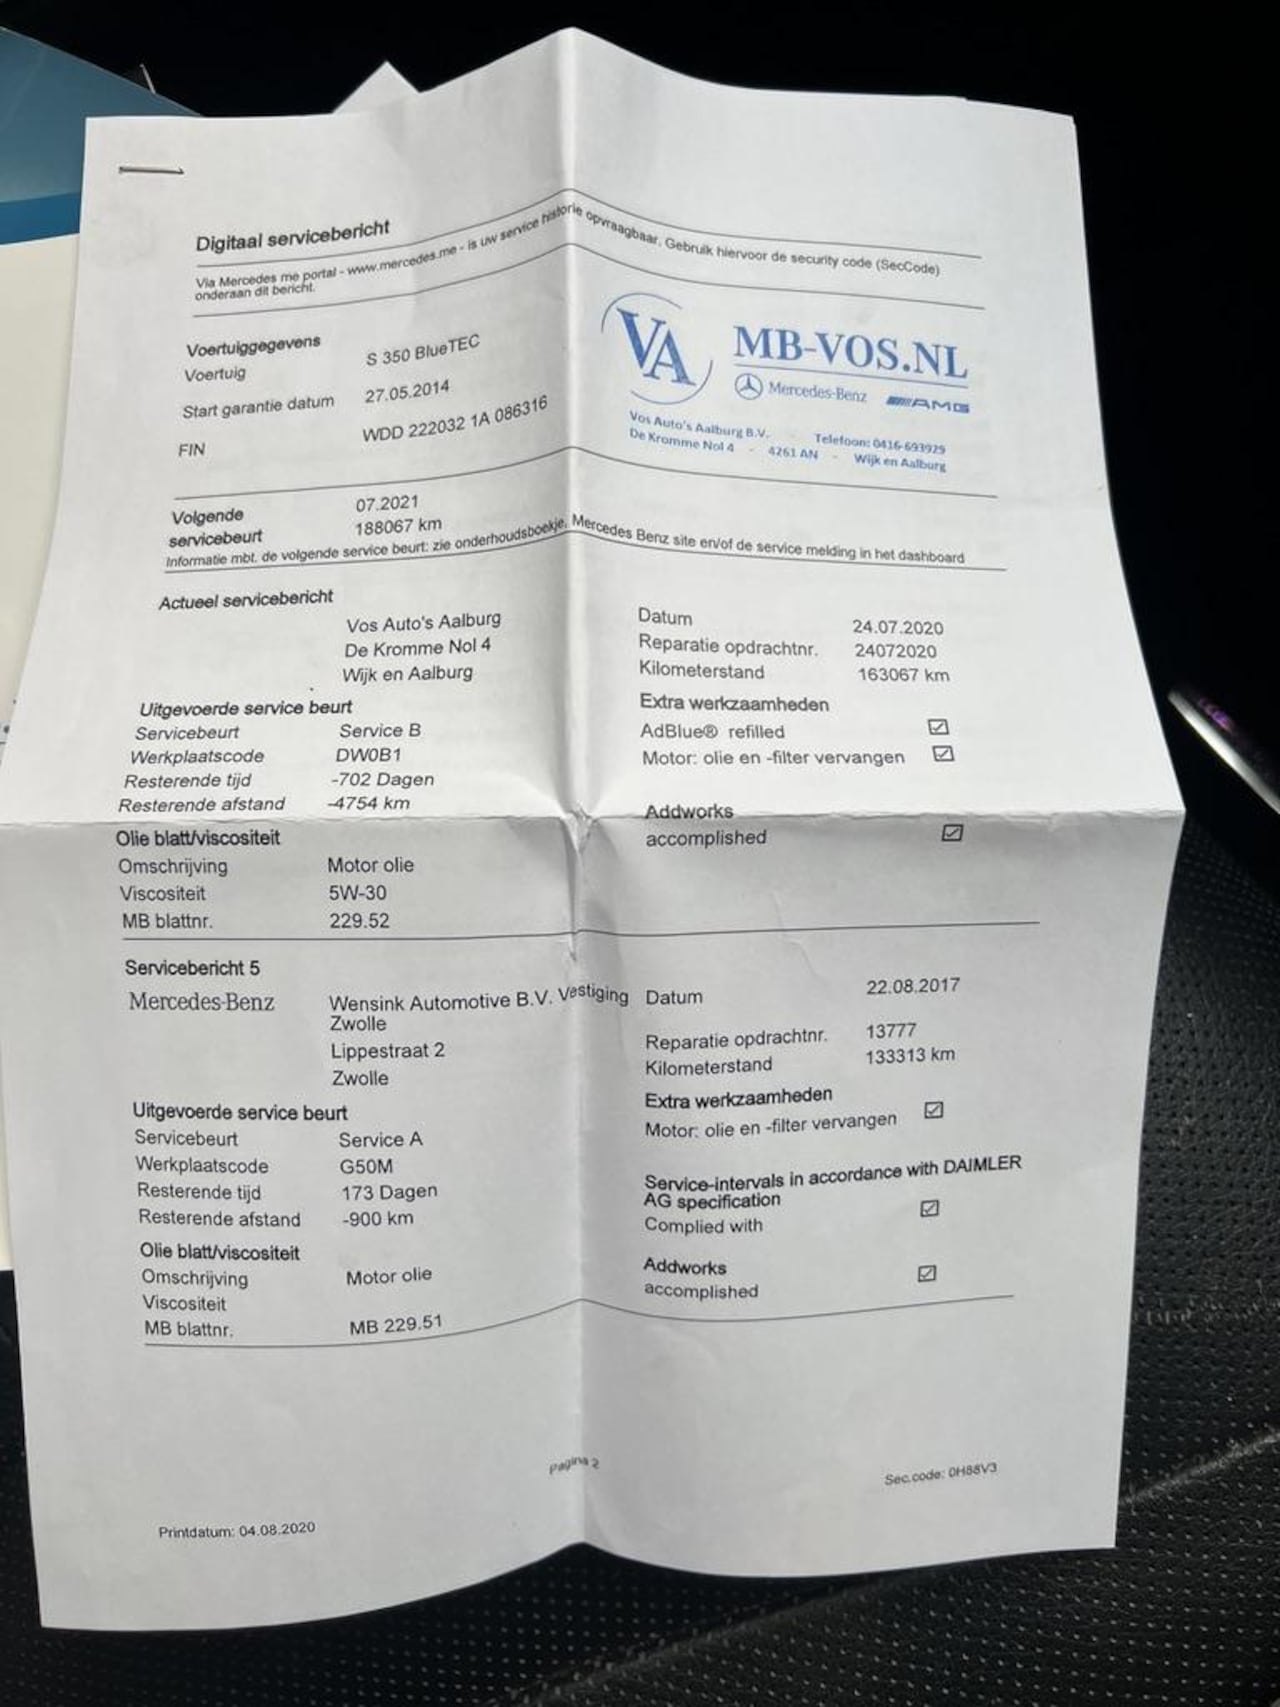 Digitaal servicebericht
Via Mercedes me portal - www.mercedes.me - is uw service historie opvraagbaar. Gebruik hiervoor de security code (SecCode)
onderaan dit bericht.
Voertuiggegevens
Voertuig S 350 BlueTEC
Start garantie datum 27.05.2014
FIN WDD 222032 1A 086316
VA
MB-VOS.NL
Mercedes-Benz AMG
Vos Auto's Aalburg B.V. - Telefoon: 0416-693929
De Kromme Nol 4 - 4261 AN - Wijk en Aalburg
Volgende 07.2021
servicebeurt 188067 km
Informatie mbt. de volgende service beurt: zie onderhoudsboekje, Mercedes Benz site en/of de service melding in het dashboard
Actueel servicebericht
Vos Auto's Aalburg
De Kromme Nol 4
Wijk en Aalburg
Datum 24.07.2020
Reparatie opdrachtnr. 24072020
Kilometerstand 163067 km
Uitgevoerde service beurt
Servicebeurt Service B
Werkplaatscode DW0B1
Resterende tijd -702 Dagen
Resterende afstand -4754 km
Extra werkzaamheden
AdBlue® refilled
Motor: olie en -filter vervangen
Addworks
accomplished
Olie blatt/viscositeit
Omschrijving Motor olie
Viscositeit 5W-30
MB blattnr. 229.52
Servicebericht 5
Mercedes-Benz Wensink Automotive B.V. Vestiging
Zwolle
Lippestraat 2
Zwolle
Datum 22.08.2017
Reparatie opdrachtnr. 13777
Kilometerstand 133313 km
Uitgevoerde service beurt
Servicebeurt Service A
Werkplaatscode G50M
Resterende tijd 173 Dagen
Resterende afstand -900 km
Extra werkzaamheden
Motor: olie en -filter vervangen
Service-intervals in accordance with DAIMLER
AG specification
Complied with
Addworks
accomplished
Olie blatt/viscositeit
Omschrijving Motor olie
Viscositeit
MB blattnr. MB 229.51
Pagina 2
Sec.code: 0H88V3
Printdatum: 04.08.2020